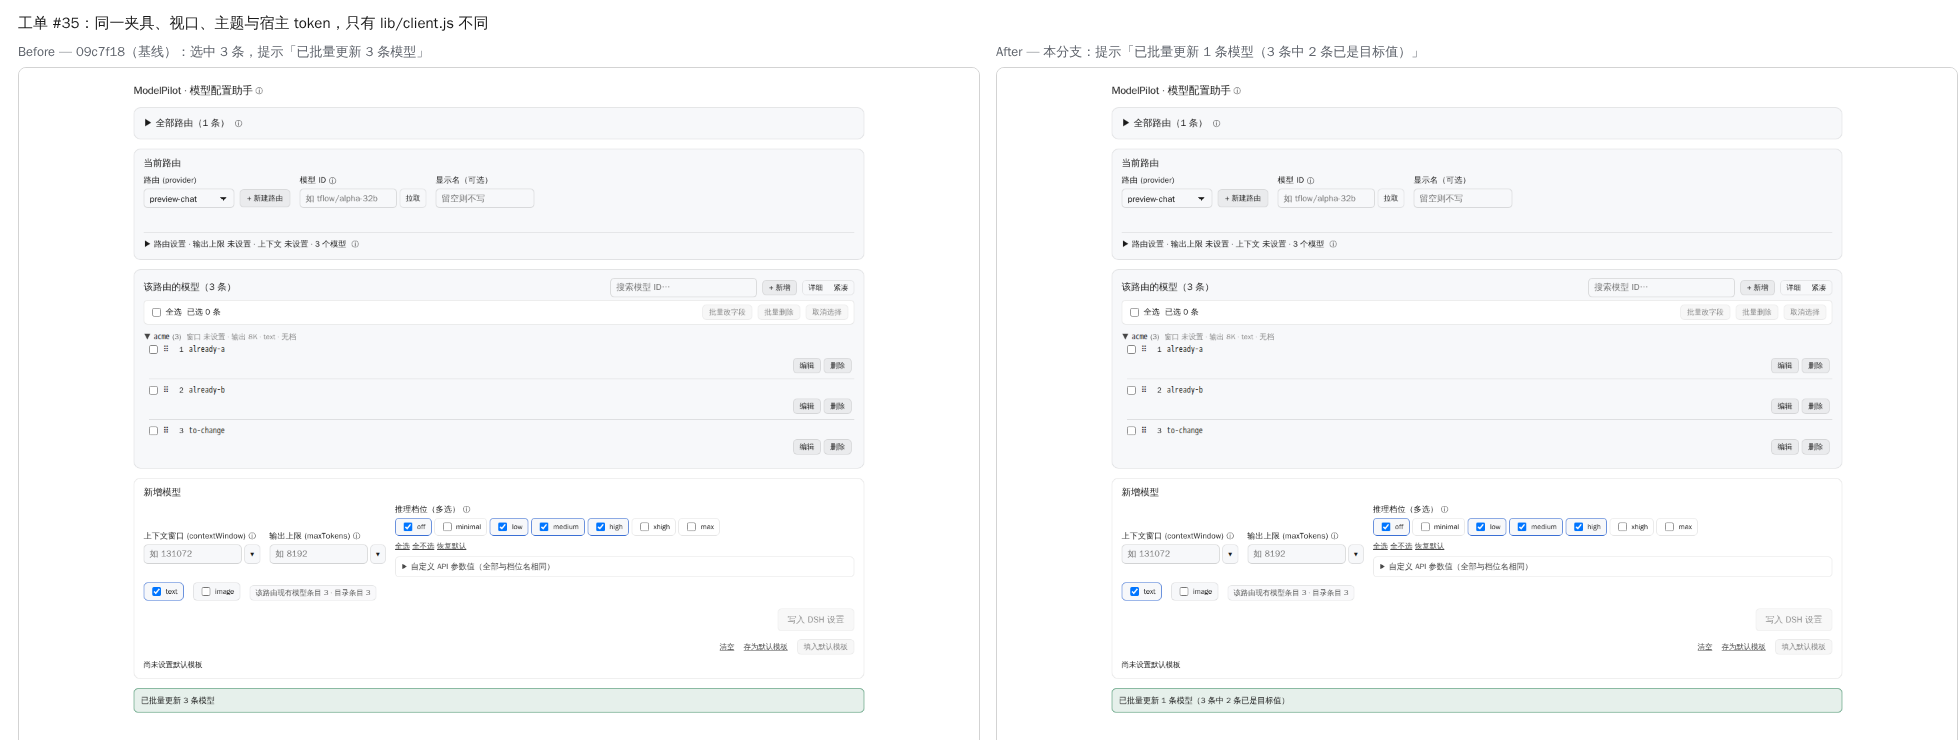 工单 #35：同一夹具、视口、主题与宿主 token，只有 lib/client.js 不同
Before — 09c7f18（基线）：选中 3 条，提示「已批量更新 3 条模型」
ModelPilot · 模型配置助手 ⓘ
▶ 全部路由（1 条） ⓘ
当前路由
路由 (provider) 模型 ID ⓘ 显示名（可选）
preview-chat + 新建路由 如 tflow/alpha-32b 拉取 留空则不写
▶ 路由设置 · 输出上限 未设置 · 上下文 未设置 · 3 个模型 ⓘ
该路由的模型（3 条） 搜索模型 ID… + 新增 详细 紧凑
全选 已选 0 条 批量改字段 批量删除 取消选择
▼ acme (3) 窗口 未设置 · 输出 8K · text · 无档
1 already-a
编辑 删除
2 already-b
编辑 删除
3 to-change
编辑 删除
新增模型
推理档位（多选） ⓘ
off minimal low medium high xhigh max
上下文窗口 (contextWindow) ⓘ 输出上限 (maxTokens) ⓘ
全选 全不选 恢复默认
如 131072 ▼ 如 8192 ▼
▶ 自定义 API 参数值（全部与档位名相同）
text image 该路由现有模型条目 3 · 目录条目 3
写入 DSH 设置
清空 存为默认模板 填入默认模板
尚未设置默认模板
已批量更新 3 条模型
After — 本分支：提示「已批量更新 1 条模型（3 条中 2 条已是目标值）」
ModelPilot · 模型配置助手 ⓘ
▶ 全部路由（1 条） ⓘ
当前路由
路由 (provider) 模型 ID ⓘ 显示名（可选）
preview-chat + 新建路由 如 tflow/alpha-32b 拉取 留空则不写
▶ 路由设置 · 输出上限 未设置 · 上下文 未设置 · 3 个模型 ⓘ
该路由的模型（3 条） 搜索模型 ID… + 新增 详细 紧凑
全选 已选 0 条 批量改字段 批量删除 取消选择
▼ acme (3) 窗口 未设置 · 输出 8K · text · 无档
1 already-a
编辑 删除
2 already-b
编辑 删除
3 to-change
编辑 删除
新增模型
推理档位（多选） ⓘ
off minimal low medium high xhigh max
上下文窗口 (contextWindow) ⓘ 输出上限 (maxTokens) ⓘ
全选 全不选 恢复默认
如 131072 ▼ 如 8192 ▼
▶ 自定义 API 参数值（全部与档位名相同）
text image 该路由现有模型条目 3 · 目录条目 3
写入 DSH 设置
清空 存为默认模板 填入默认模板
尚未设置默认模板
已批量更新 1 条模型（3 条中 2 条已是目标值）